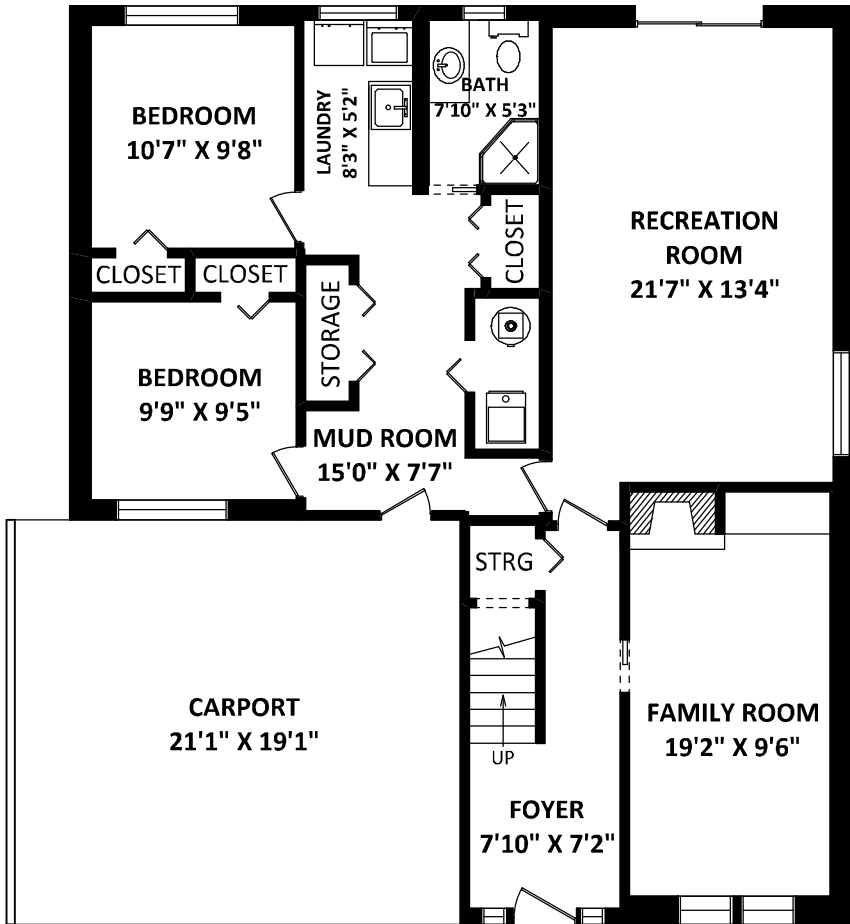 BEDROOM
10'7" X 9'8"
LAUNDRY
8'3" X 5'2"
BATH
7'10" X 5'3"
RECREATION
ROOM
21'7" X 13'4"
CLOSET
CLOSET
CLOSET
STORAGE
BEDROOM
9'9" X 9'5"
MUD ROOM
15'0" X 7'7"
STRG
CARPORT
21'1" X 19'1"
UP
FAMILY ROOM
19'2" X 9'6"
FOYER
7'10" X 7'2"